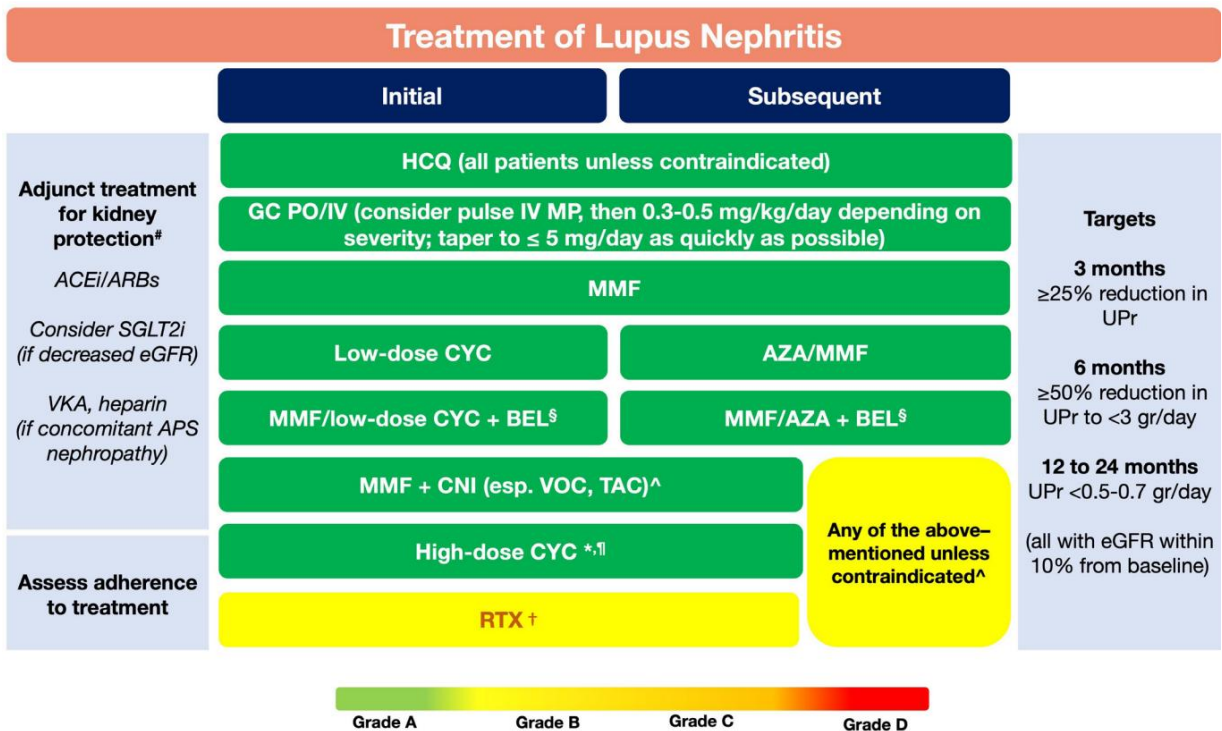 Treatment of Lupus Nephritis
Initial
Subsequent
Adjunct treatment
for kidney
protection#
ACEi/ARBs
Consider SGLT2i
(if decreased eGFR)
VKA, heparin
(if concomitant APS
nephropathy)
Assess adherence
to treatment
HCQ (all patients unless contraindicated)
GC PO/IV (consider pulse IV MP, then 0.3-0.5 mg/kg/day depending on
severity; taper to ≤ 5 mg/day as quickly as possible)
MMF
Low-dose CYC
AZA/MMF
MMF/low-dose CYC + BEL§
MMF/AZA + BEL§
MMF + CNI (esp. VOC, TAC)^
High-dose CYC *,¶
RTX †
Any of the above–
mentioned unless
contraindicated^
Targets
3 months
≥25% reduction in
UPr
6 months
≥50% reduction in
UPr to <3 gr/day
12 to 24 months
UPr <0.5-0.7 gr/day
(all with eGFR within
10% from baseline)
Grade A
Grade B
Grade C
Grade D